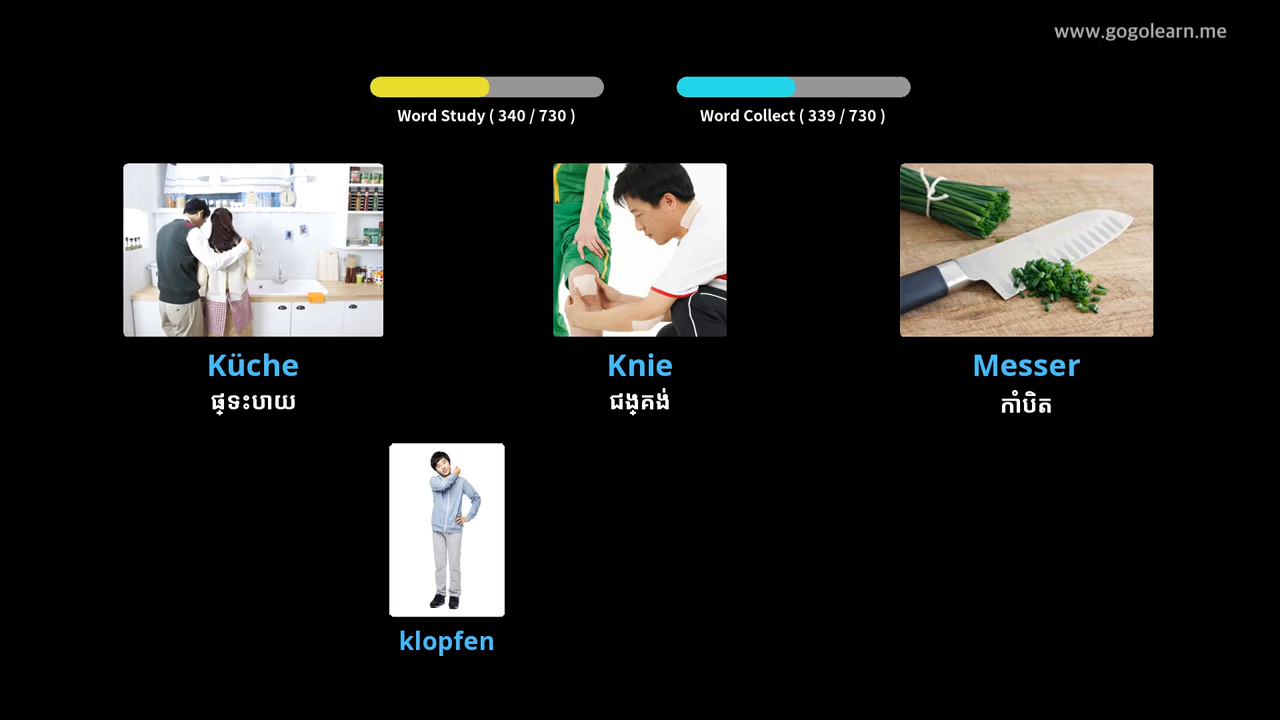 www.gogolearn.me
Word Study ( 340 / 730 )
Word Collect ( 339 / 730 )
Küche
ផ្ទះបាយ
Knie
ជង្គង់
Messer
កាំបិត
klopfen